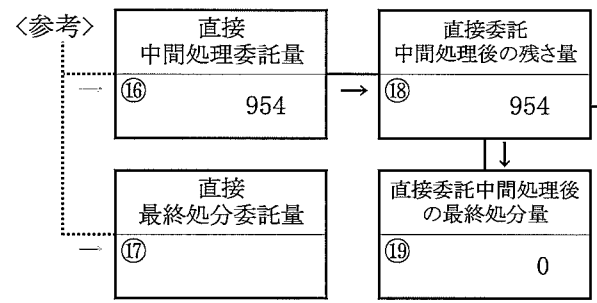 〈参考〉
直接
中間処理委託量
⑯ 954
直接委託
中間処理後の残さ量
⑱ 954
直接
最終処分委託量
⑰
直接委託中間処理後
の最終処分量
⑲ 0